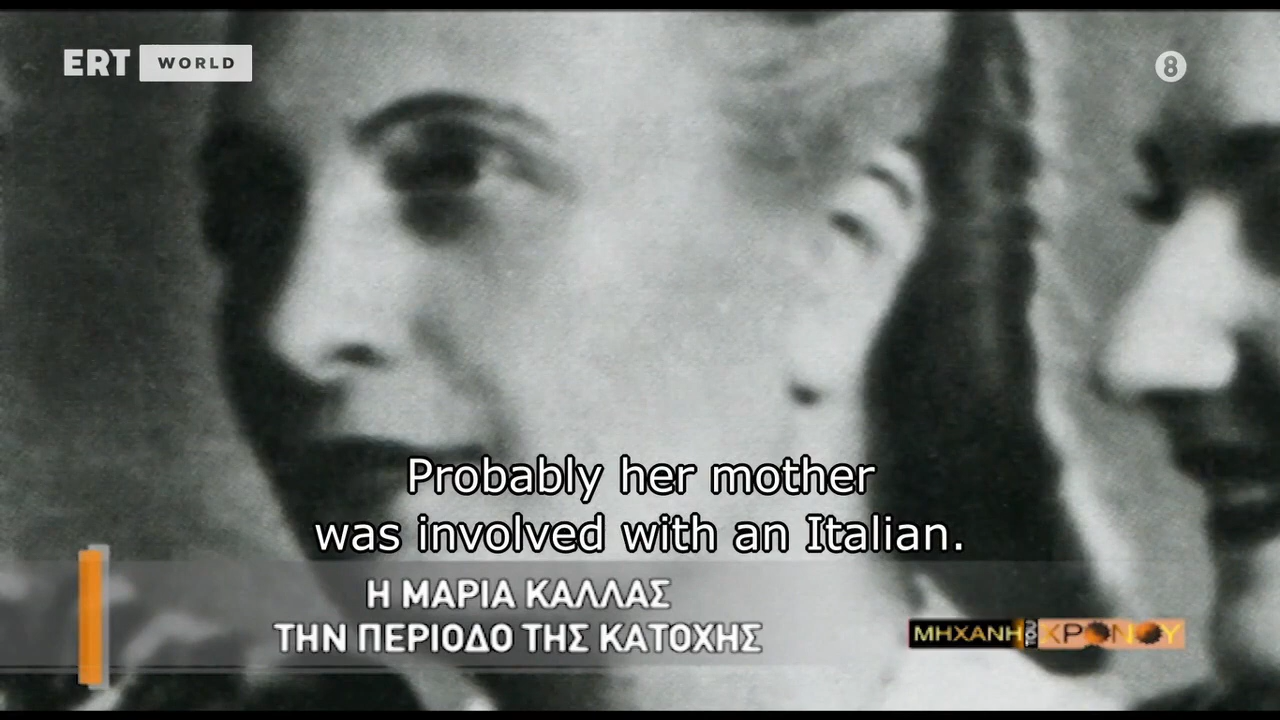 ERT WORLD
8
Probably her mother
was involved with an Italian.
Η ΜΑΡΙΑ ΚΑΛΛΑΣ
ΤΗΝ ΠΕΡΙΟΔΟ ΤΗΣ ΚΑΤΟΧΗΣ
ΜΗΧΑΝΗ ΤΟΥ ΧΡΟΝΟΥ